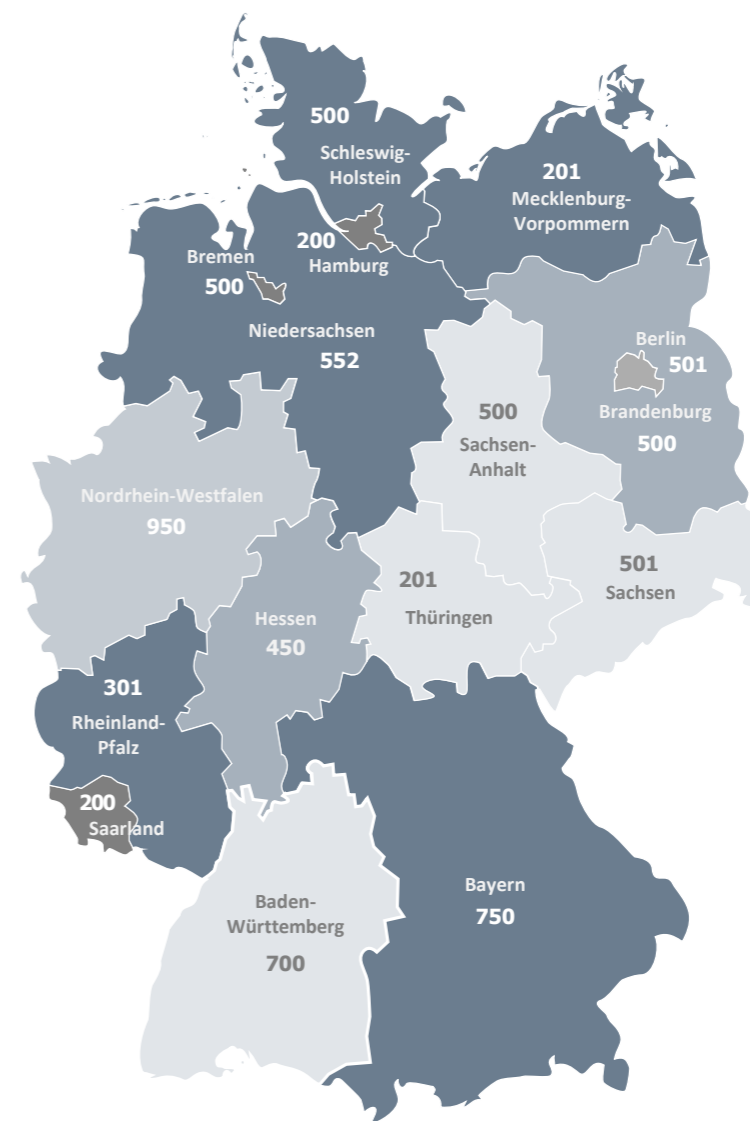 500
Schleswig-
Holstein
201
Mecklenburg-
Vorpommern
200
Hamburg
Bremen
500
Niedersachsen
552
Berlin
501
Brandenburg
500
500
Sachsen-
Anhalt
Nordrhein-Westfalen
950
501
Sachsen
201
Thüringen
Hessen
450
301
Rheinland-
Pfalz
200
Saarland
Bayern
750
Baden-
Württemberg
700